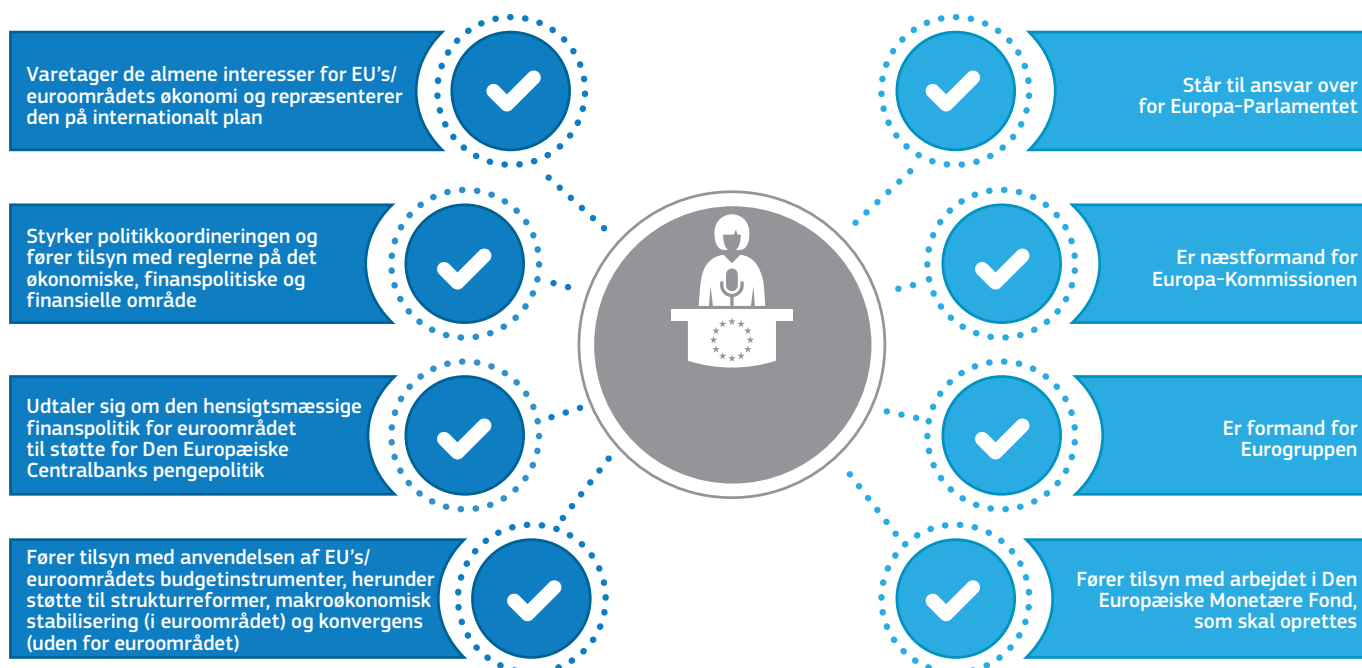 Varetager de almene interesser for EU's/
euroområdets økonomi og repræsenterer
den på internationalt plan
Styrker politikkoordineringen og
fører tilsyn med reglerne på det
økonomiske, finanspolitiske og
finansielle område
Udtaler sig om den hensigtsmæssige
finanspolitik for euroområdet
til støtte for Den Europæiske
Centralbanks pengepolitik
Fører tilsyn med anvendelsen af EU's/
euroområdets budgetinstrumenter, herunder
støtte til strukturreformer, makroøkonomisk
stabilisering (i euroområdet) og konvergens
(uden for euroområdet)
Står til ansvar over
for Europa-Parlamentet
Er næstformand for
Europa-Kommissionen
Er formand for
Eurogruppen
Fører tilsyn med arbejdet i Den
Europæiske Monetære Fond,
som skal oprettes